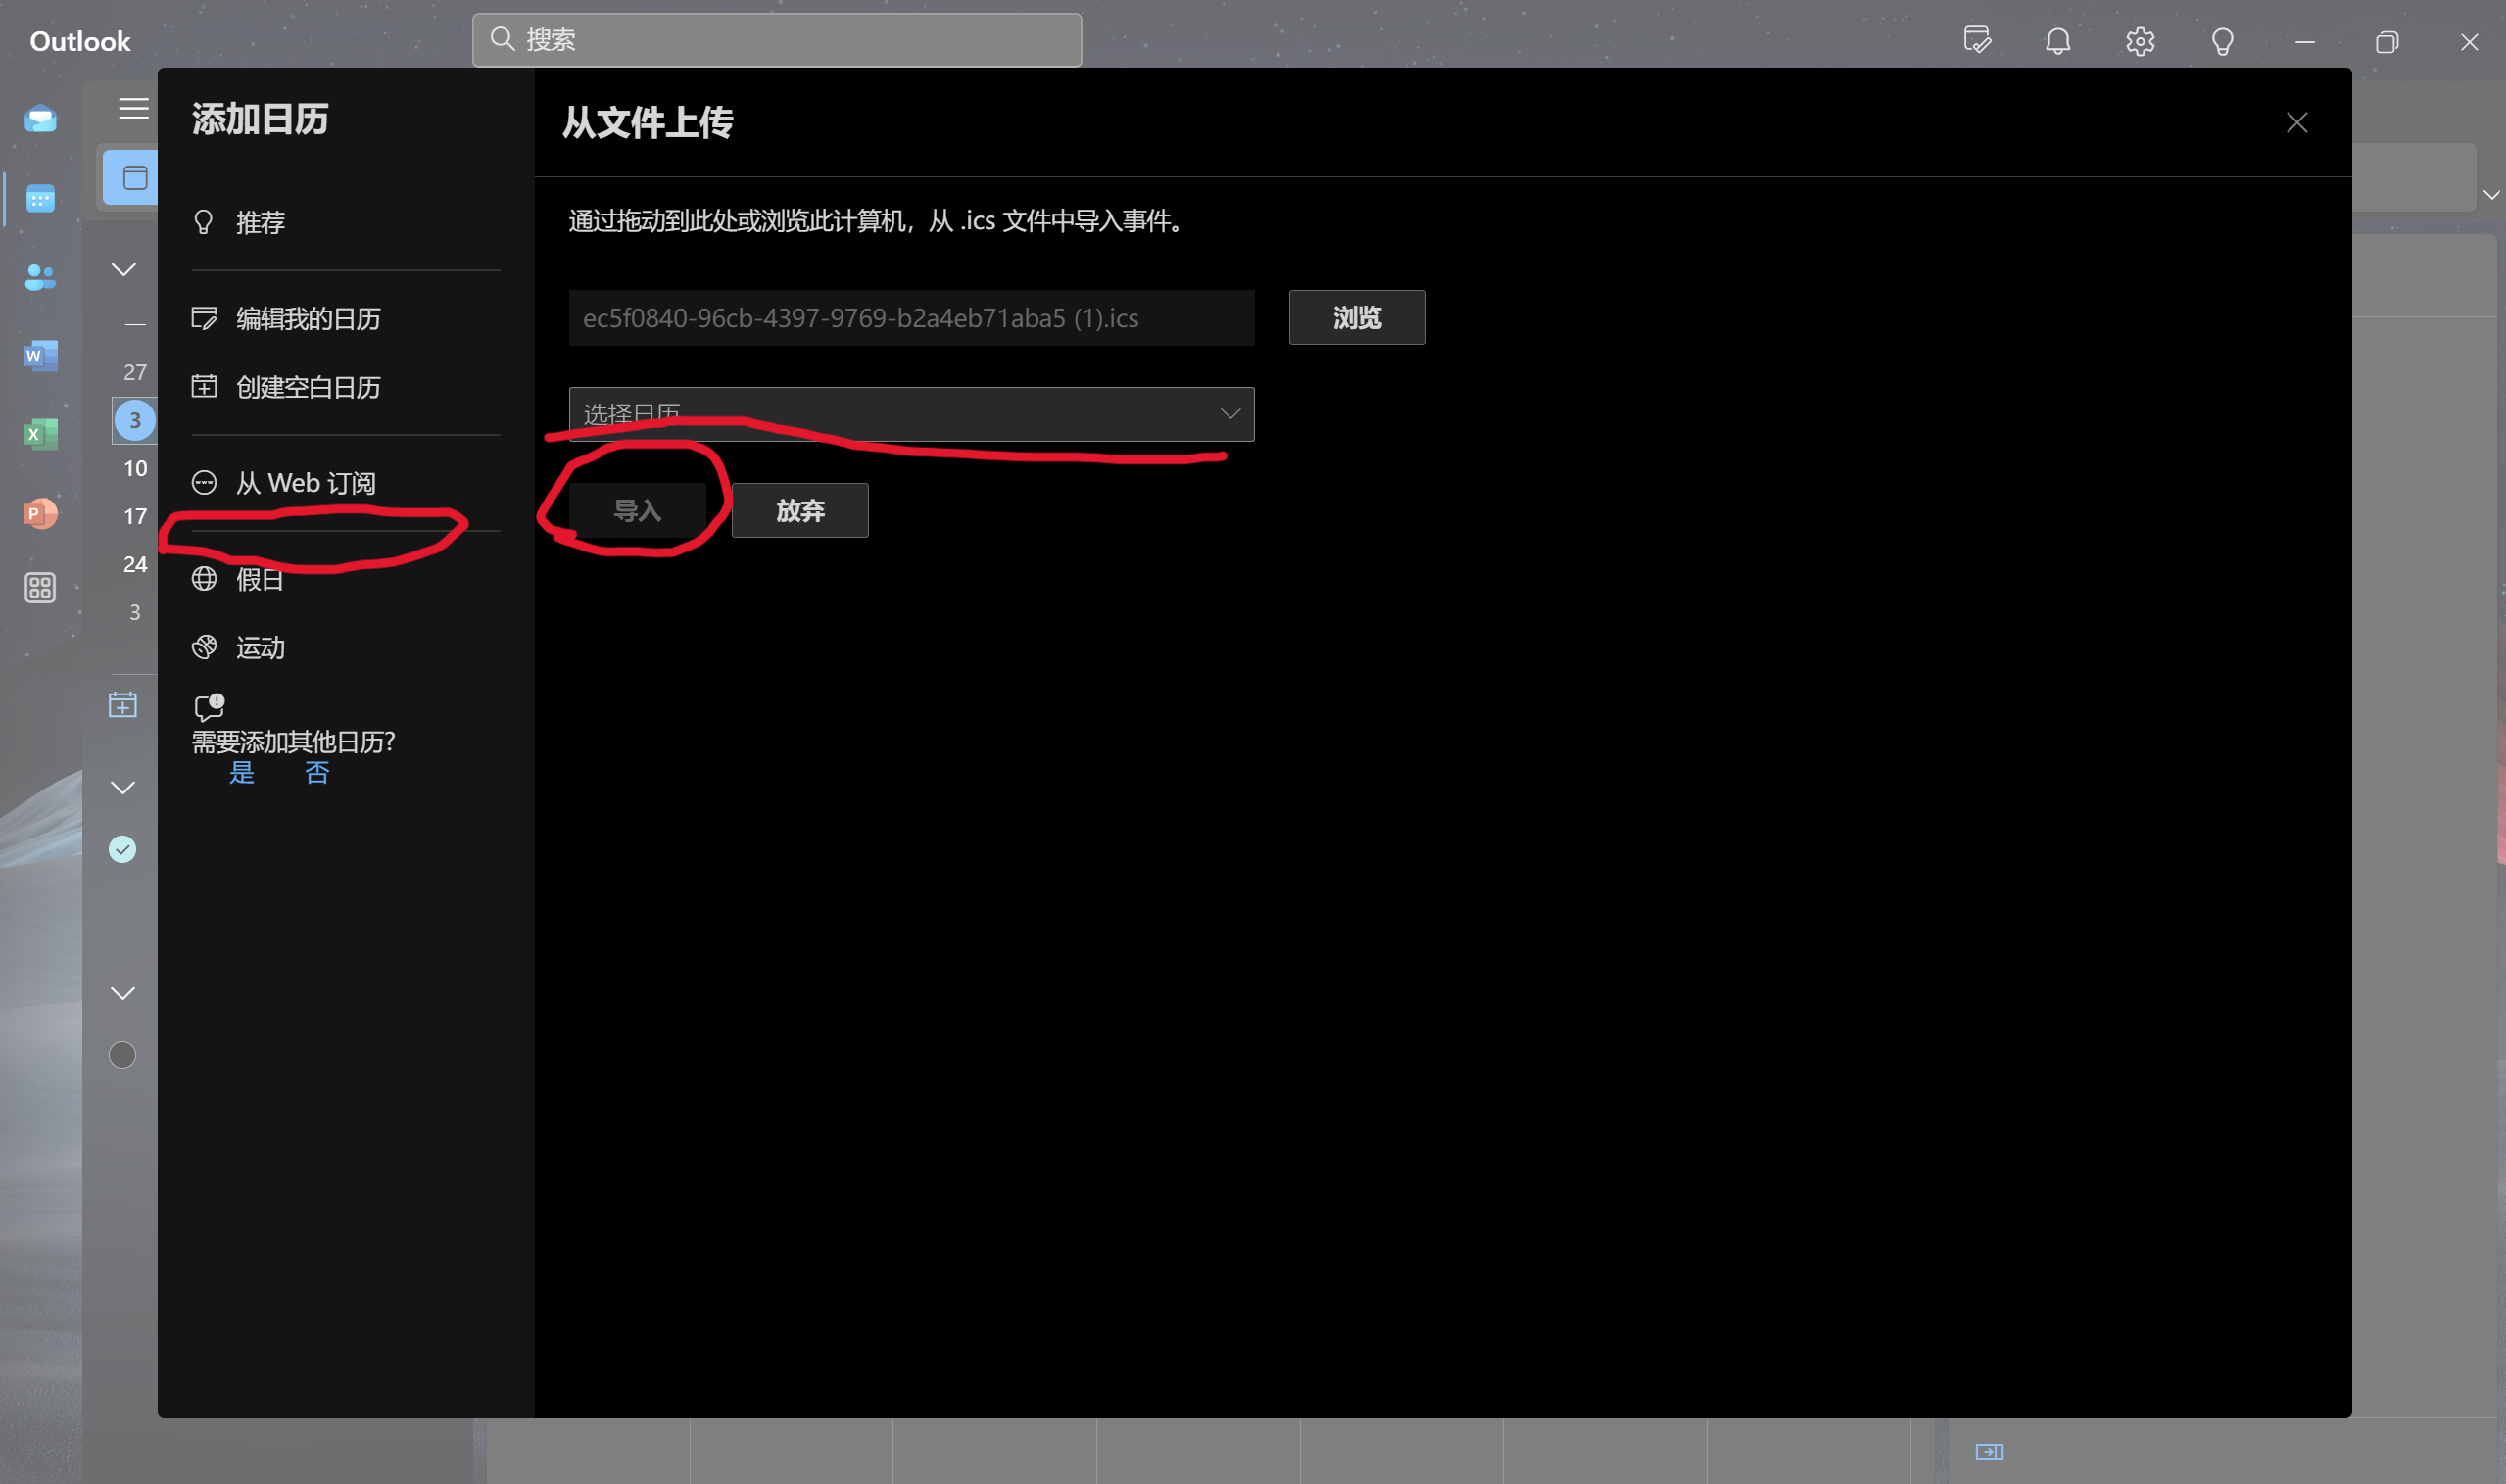 Outlook
搜索
添加日历
推荐
编辑我的日历
创建空白日历
从 Web 订阅
假日
运动
需要添加其他日历?
是 否
从文件上传
通过拖动到此处或浏览此计算机，从 .ics 文件中导入事件。
ec5f0840-96cb-4397-9769-b2a4eb71aba5 (1).ics
浏览
选择日历
导入
放弃
一
27
3
10
17
24
3
W
X
P